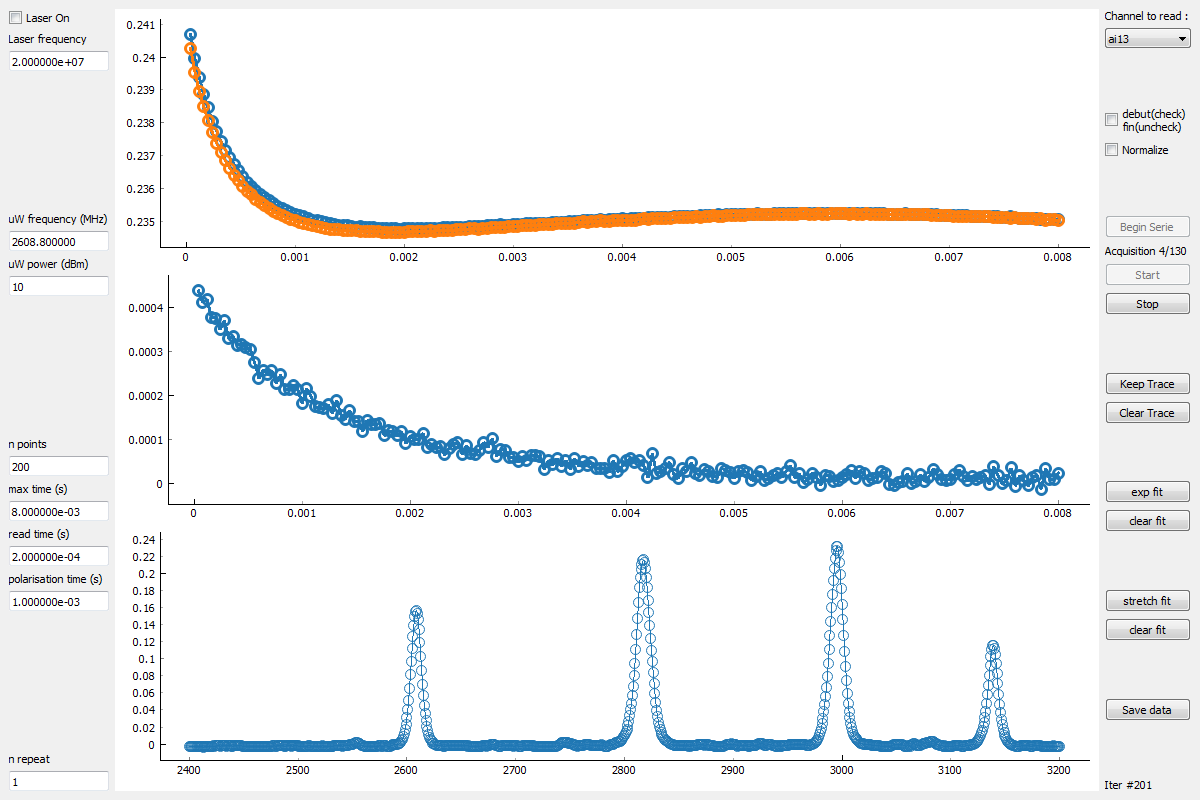 Laser On
Laser frequency
2.000000e+07
uW frequency (MHz)
2608.800000
uW power (dBm)
10
n points
200
max time (s)
8.000000e-03
read time (s)
2.000000e-04
polarisation time (s)
1.000000e-03
n repeat
1
0.241
0.24
0.239
0.238
0.237
0.236
0.235
0 0.001 0.002 0.003 0.004 0.005 0.006 0.007 0.008
0.0004
0.0003
0.0002
0.0001
0
0 0.001 0.002 0.003 0.004 0.005 0.006 0.007 0.008
0.24
0.22
0.2
0.18
0.16
0.14
0.12
0.1
0.08
0.06
0.04
0.02
0
2400 2500 2600 2700 2800 2900 3000 3100 3200
Channel to read :
ai13
debut(check)
fin(uncheck)
Normalize
Begin Serie
Acquisition 4/130
Start
Stop
Keep Trace
Clear Trace
exp fit
clear fit
stretch fit
clear fit
Save data
Iter #201